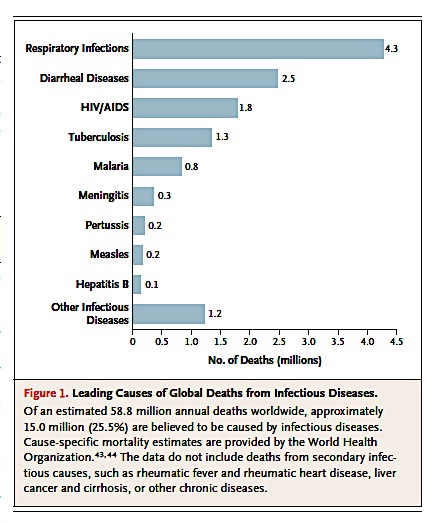 Respiratory Infections 4.3
Diarrheal Diseases 2.5
HIV/AIDS 1.8
Tuberculosis 1.3
Malaria 0.8
Meningitis 0.3
Pertussis 0.2
Measles 0.2
Hepatitis B 0.1
Other Infectious
Diseases 1.2
0 0.5 1.0 1.5 2.0 2.5 3.0 3.5 4.0 4.5
No. of Deaths (millions)
Figure 1. Leading Causes of Global Deaths from Infectious Diseases.
Of an estimated 58.8 million annual deaths worldwide, approximately
15.0 million (25.5%) are believed to be caused by infectious diseases.
Cause-specific mortality estimates are provided by the World Health
Organization.43,44 The data do not include deaths from secondary infec-
tious causes, such as rheumatic fever and rheumatic heart disease, liver
cancer and cirrhosis, or other chronic diseases.